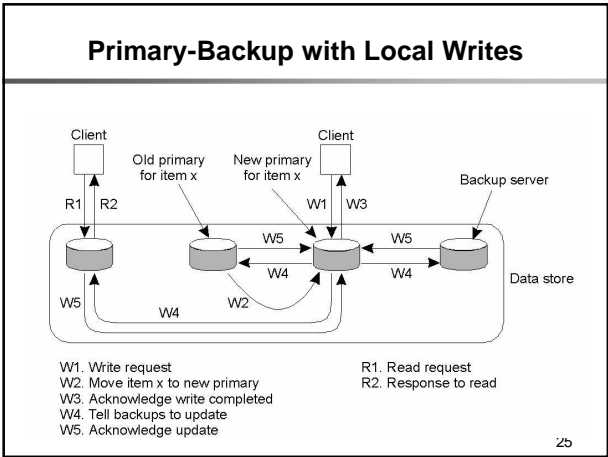 Primary-Backup with Local Writes
Client
Client
Old primary
for item x
New primary
for item x
Backup server
R1
R2
W1
W3
W5
W5
W4
W4
Data store
W5
W4
W2
W1. Write request
W2. Move item x to new primary
W3. Acknowledge write completed
W4. Tell backups to update
W5. Acknowledge update
R1. Read request
R2. Response to read
25